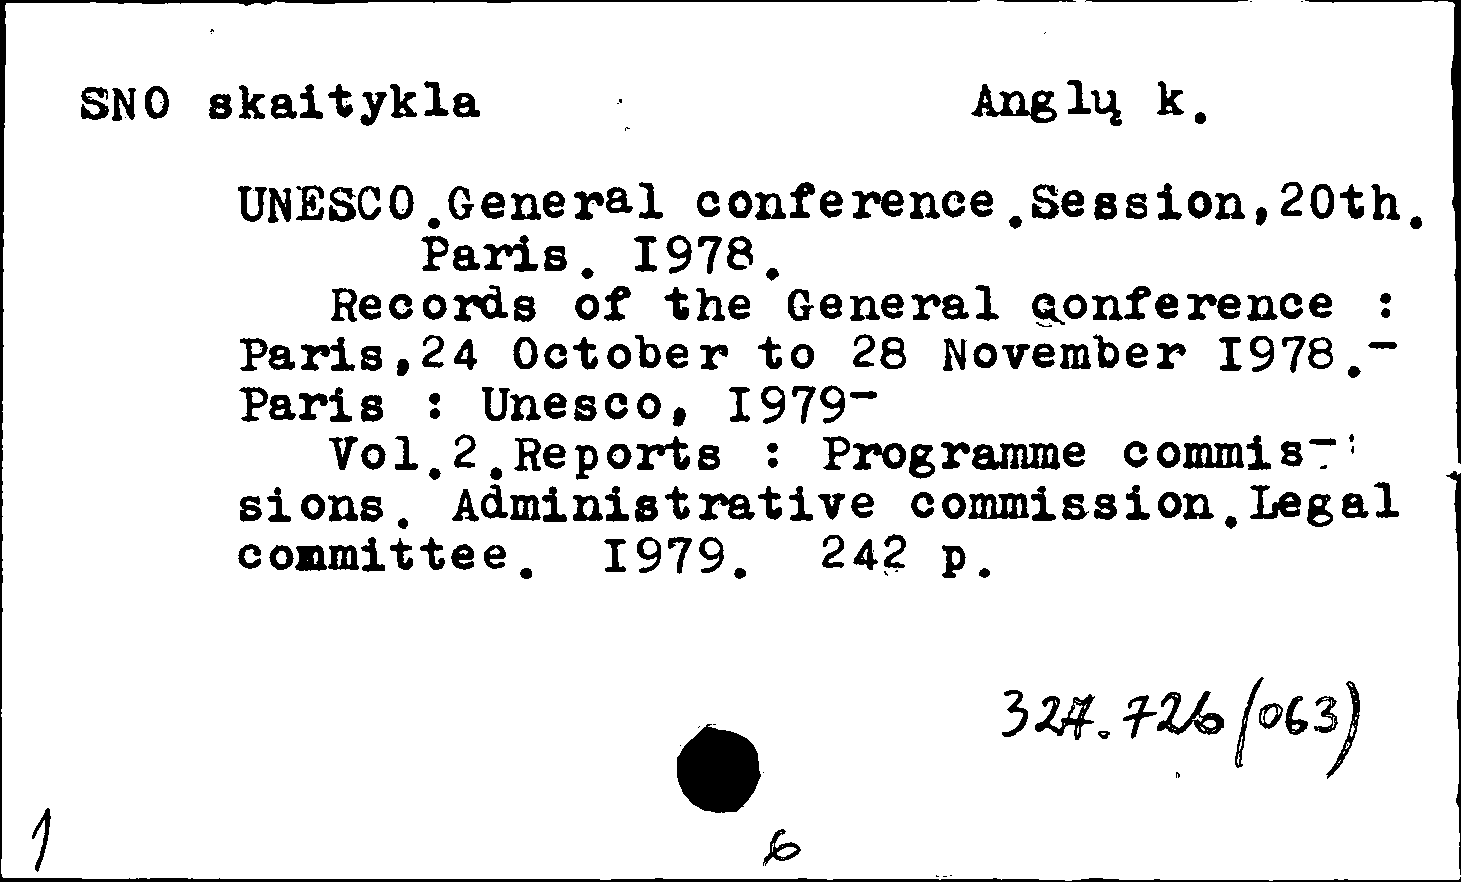 SNO skaitykla Anglų k.
UNESCO.General conference.Session,20th.
Paris. I978.
Records of the General conference :
Paris,24 October to 28 November I978.-
Paris : Unesco, I979-
Vol.2.Reports : Programme commis-
sions. Administrative commission.Legal
committee. I979. 242 p.
327.726(063)
1 6